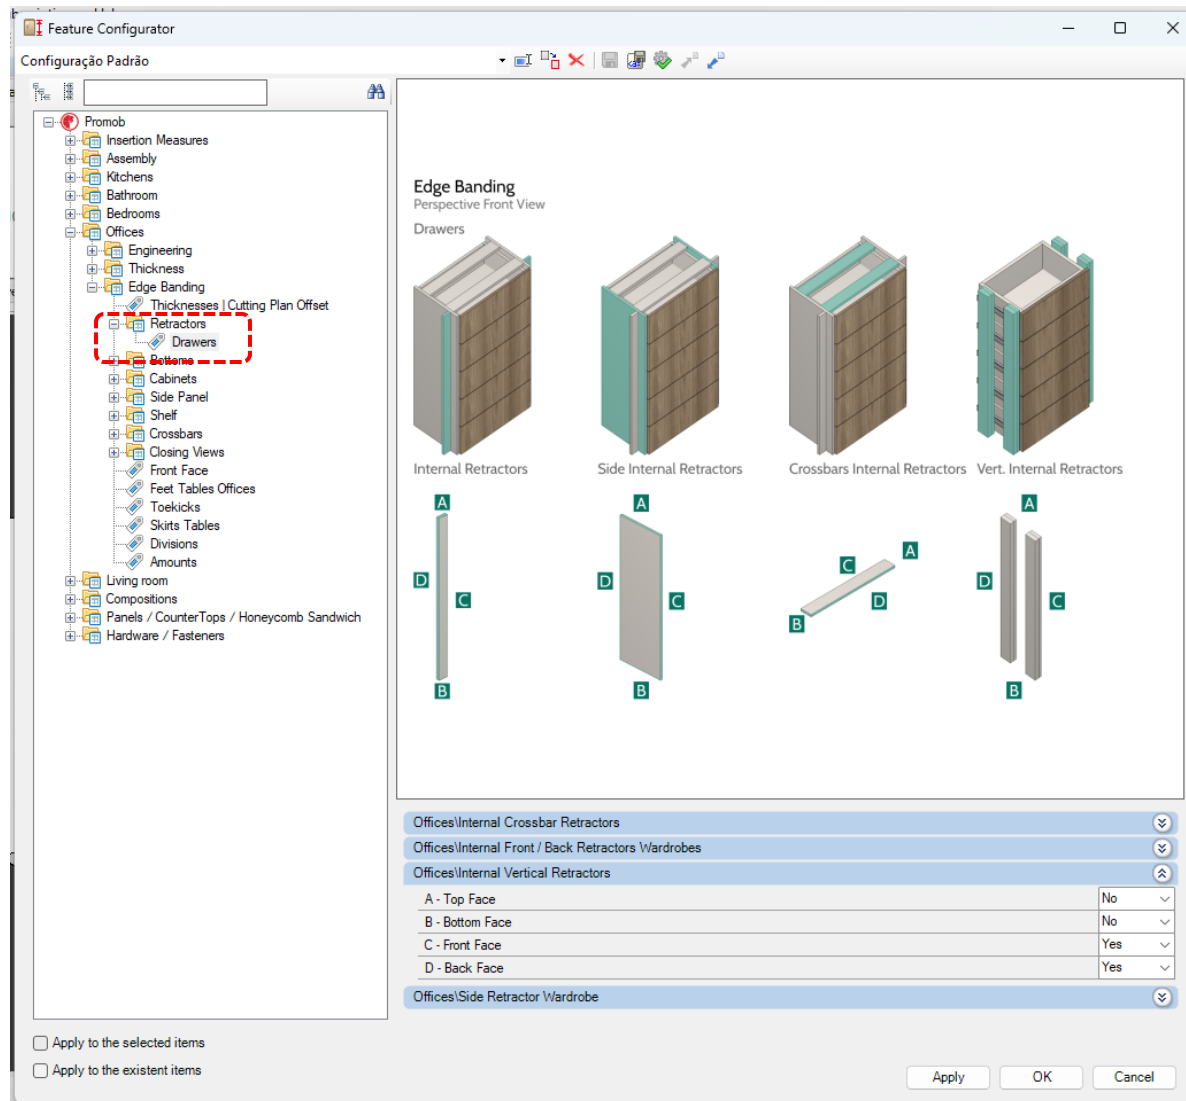 Feature Configurator
Configuração Padrão
Promob
Insertion Measures
Assembly
Kitchens
Bathroom
Bedrooms
Offices
Engineering
Thickness
Edge Banding
Thicknesses | Cutting Plan Offset
Retractors
Drawers
Bottoms
Cabinets
Side Panel
Shelf
Crossbars
Closing Views
Front Face
Feet Tables Offices
Toekicks
Skirts Tables
Divisions
Amounts
Living room
Compositions
Panels / CounterTops / Honeycomb Sandwich
Hardware / Fasteners
Edge Banding
Perspective Front View
Drawers
Internal Retractors
Side Internal Retractors
Crossbars Internal Retractors
Vert. Internal Retractors
A
D
C
B
A
D
C
B
A
C
D
B
A
D
C
B
Offices\Internal Crossbar Retractors
Offices\Internal Front / Back Retractors Wardrobes
Offices\Internal Vertical Retractors
A - Top Face No
B - Bottom Face No
C - Front Face Yes
D - Back Face Yes
Offices\Side Retractor Wardrobe
Apply to the selected items
Apply to the existent items
Apply OK Cancel